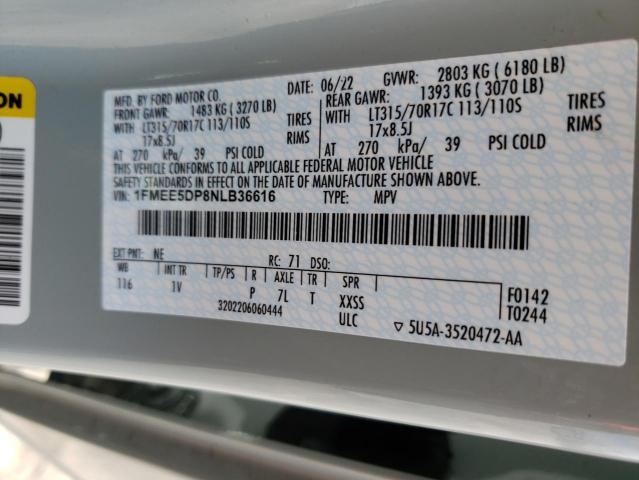 ON
MFD. BY FORD MOTOR CO.
DATE: 06/22 GVWR: 2803 KG ( 6180 LB)
FRONT GAWR: 1483 KG ( 3270 LB)
REAR GAWR: 1393 KG ( 3070 LB)
WITH LT315/70R17C 113/110S TIRES
WITH LT315/70R17C 113/110S TIRES
17x8.5J RIMS
17x8.5J RIMS
AT 270 kPa/ 39 PSI COLD
AT 270 kPa/ 39 PSI COLD
THIS VEHICLE CONFORMS TO ALL APPLICABLE FEDERAL MOTOR VEHICLE
SAFETY STANDARDS IN EFFECT ON THE DATE OF MANUFACTURE SHOWN ABOVE.
VIN: 1FMEE5DP8NLB36616
TYPE: MPV
EXT PNT: NE RC: 71 DSO:
WB INT TR TP/PS R AXLE TR SPR
116 1V P 7L T XXSS
F0142
3202206060444 ULC
T0244
▽ 5U5A-3520472-AA